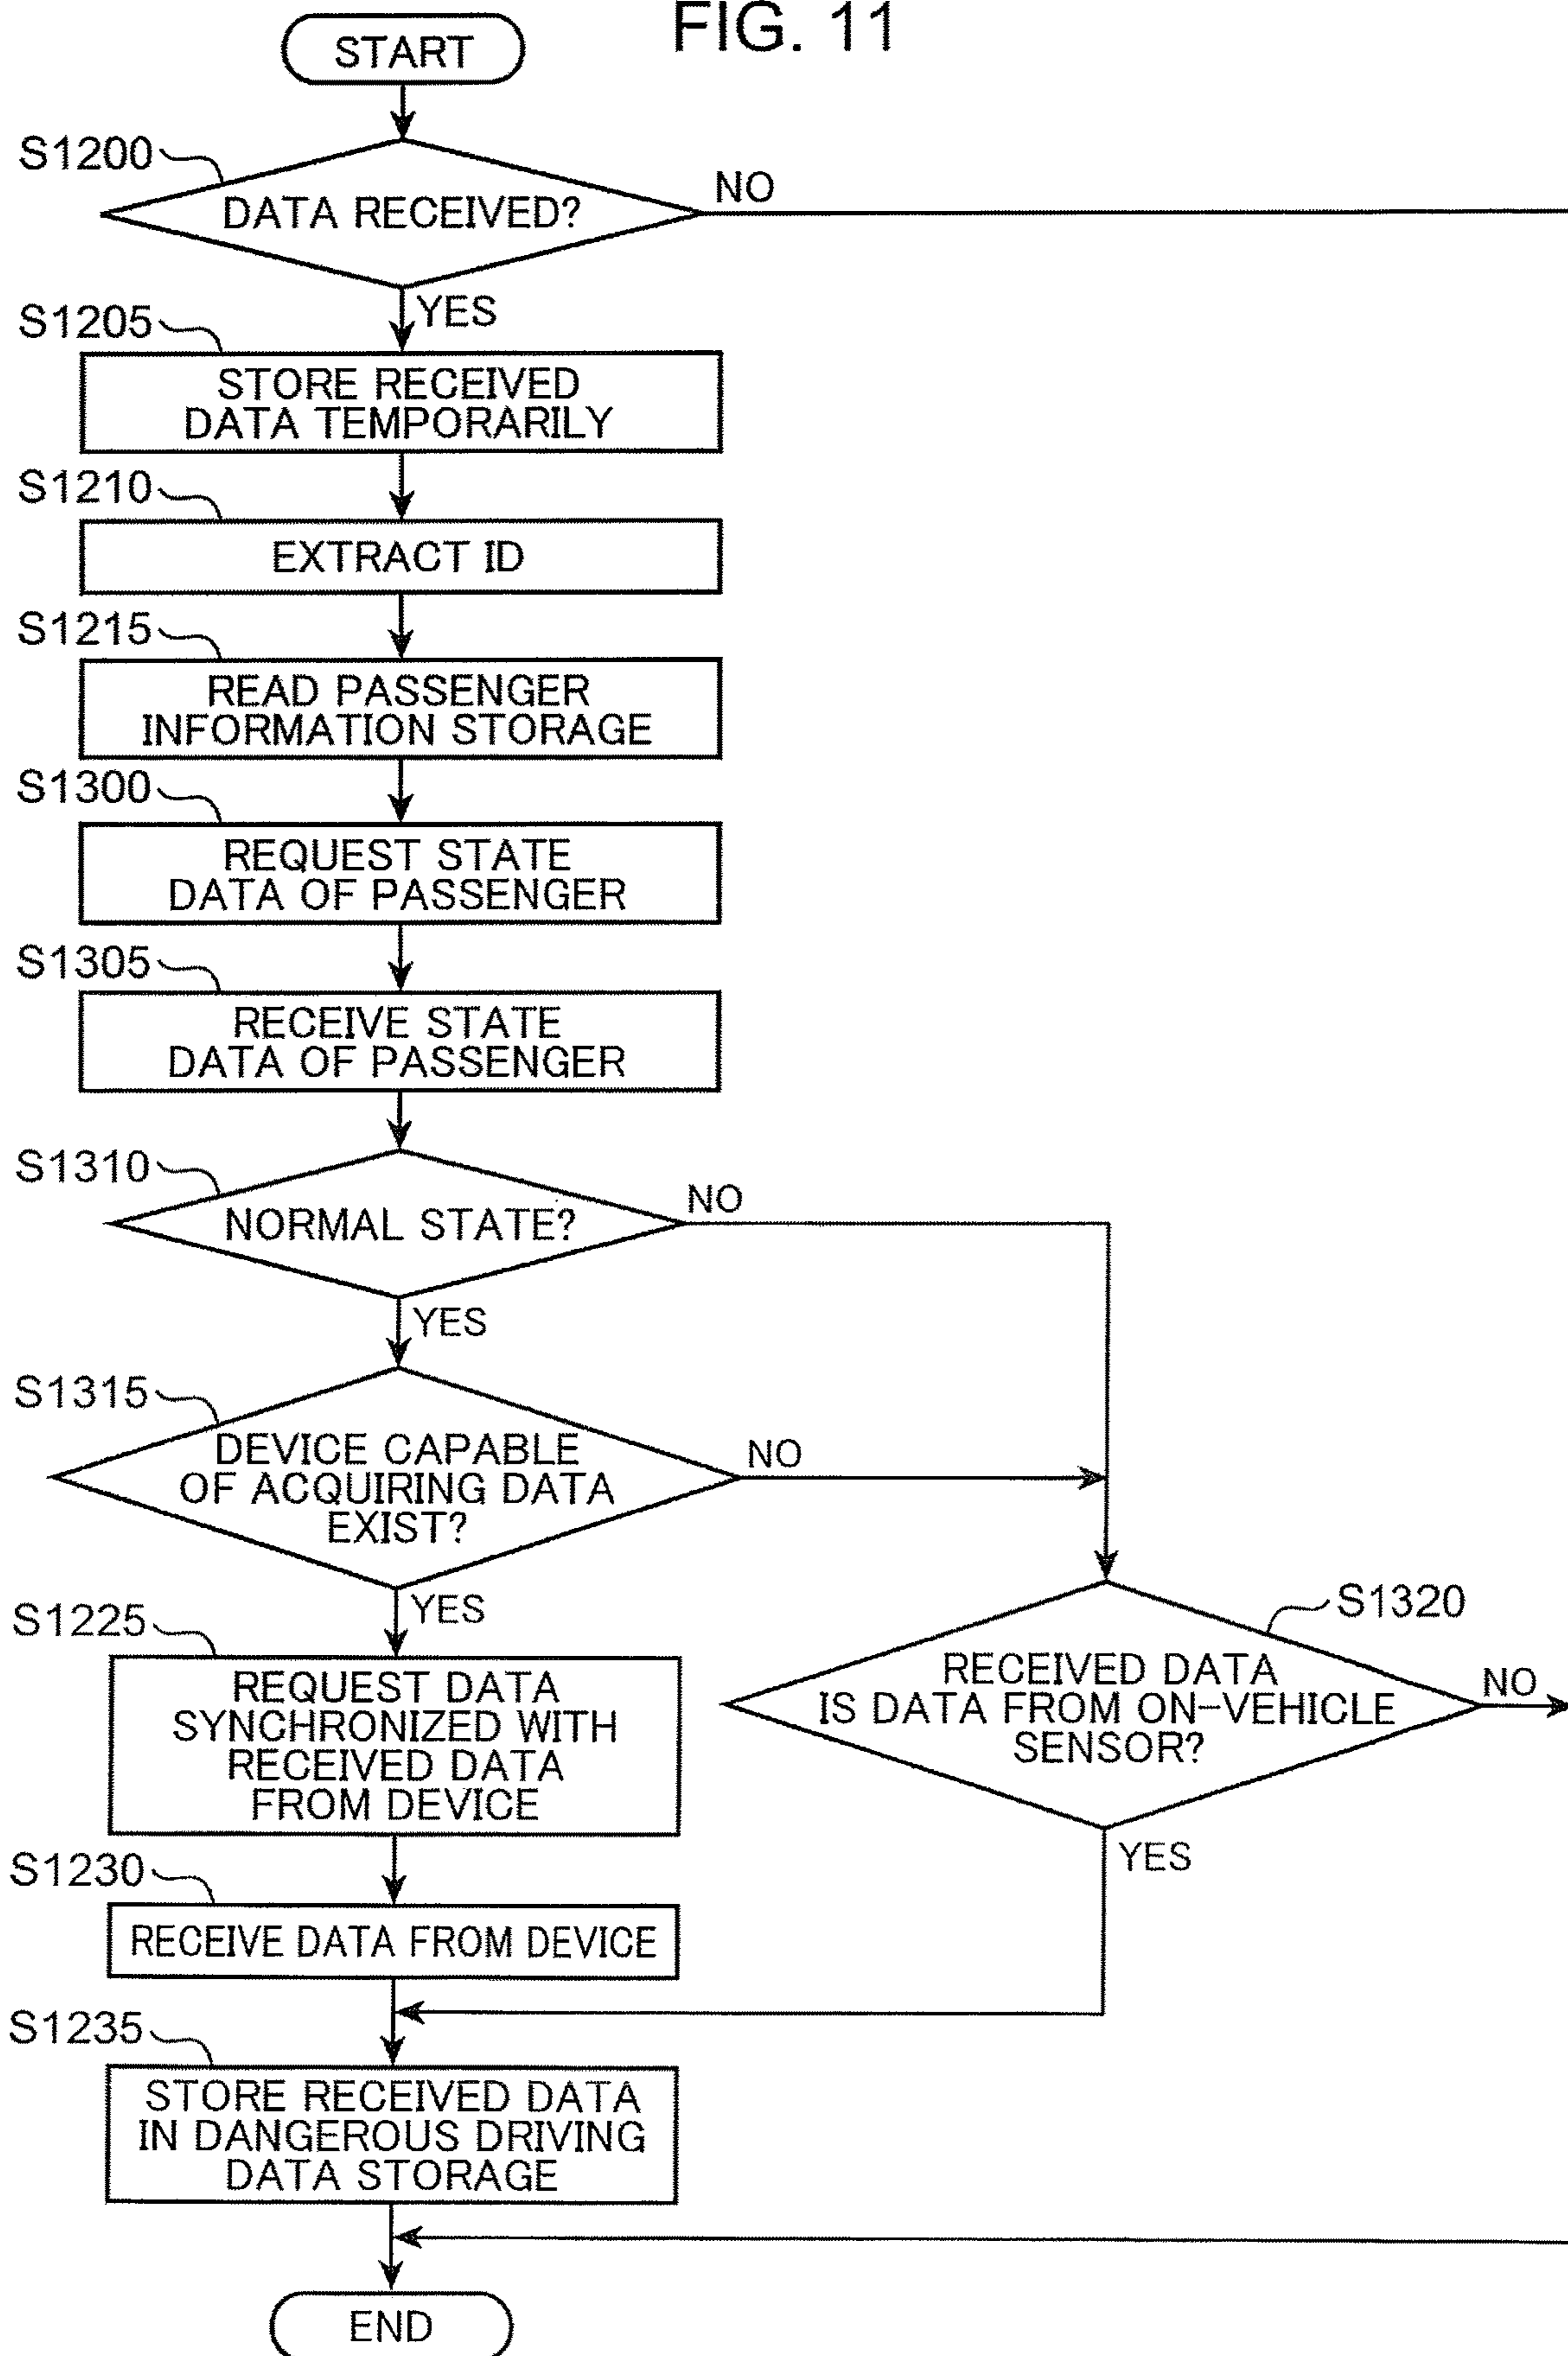 FIG. 11
START
S1200
DATA RECEIVED?
NO
YES
S1205
STORE RECEIVED
DATA TEMPORARILY
S1210
EXTRACT ID
S1215
READ PASSENGER
INFORMATION STORAGE
S1300
REQUEST STATE
DATA OF PASSENGER
S1305
RECEIVE STATE
DATA OF PASSENGER
S1310
NORMAL STATE?
NO
YES
S1315
DEVICE CAPABLE
OF ACQUIRING DATA
EXIST?
NO
YES
S1320
RECEIVED DATA
IS DATA FROM ON-VEHICLE
SENSOR?
NO
YES
S1225
REQUEST DATA
SYNCHRONIZED WITH
RECEIVED DATA
FROM DEVICE
S1230
RECEIVE DATA FROM DEVICE
S1235
STORE RECEIVED DATA
IN DANGEROUS DRIVING
DATA STORAGE
END